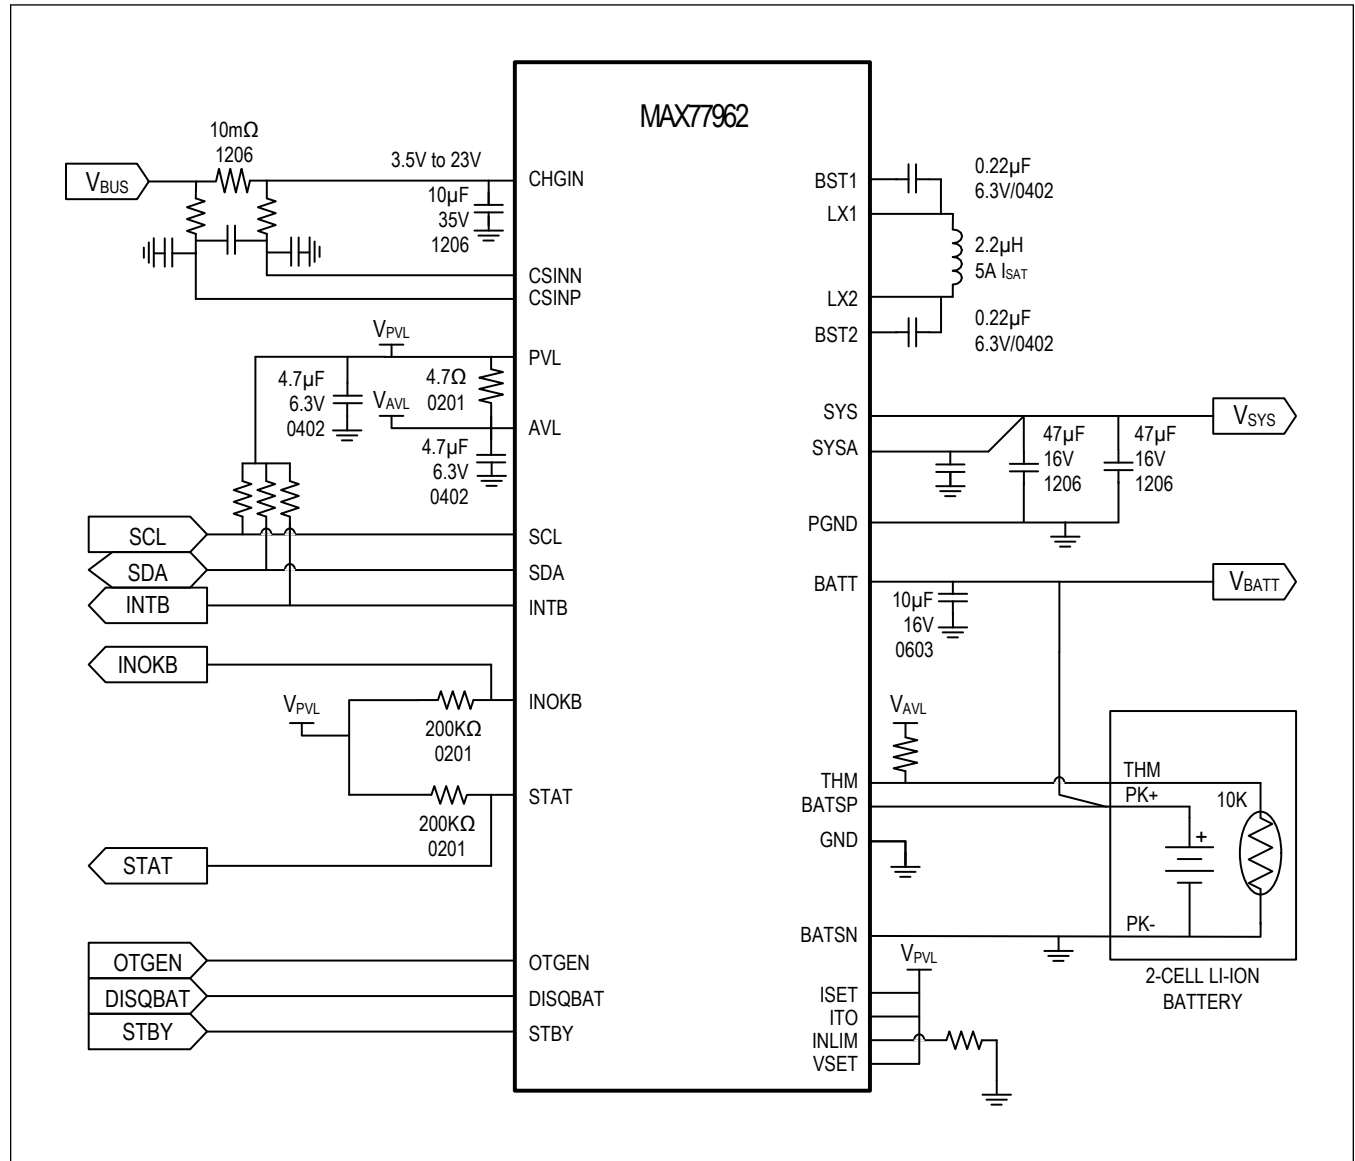 MAX77962
10mΩ
1206
VBUS
3.5V to 23V
10µF
35V
1206
CHGIN
CSINN
CSINP
VPVL
PVL
4.7µF
6.3V
0402
4.7Ω
0201
VAVL
AVL
4.7µF
6.3V
0402
SCL
SCL
SDA
SDA
INTB
INTB
INOKB
INOKB
VPVL
200KΩ
0201
STAT
200KΩ
0201
STAT
OTGEN
OTGEN
DISQBAT
DISQBAT
STBY
STBY
BST1
0.22µF
6.3V/0402
LX1
2.2µH
5A ISAT
LX2
0.22µF
6.3V/0402
BST2
SYS
VSYS
SYSA
47µF
16V
1206
47µF
16V
1206
PGND
BATT
VBATT
10µF
16V
0603
VAVL
THM
THM
BATSP
PK+
10K
+
GND
BATSN
PK-
2-CELL LI-ION
BATTERY
VPVL
ISET
ITO
INLIM
VSET